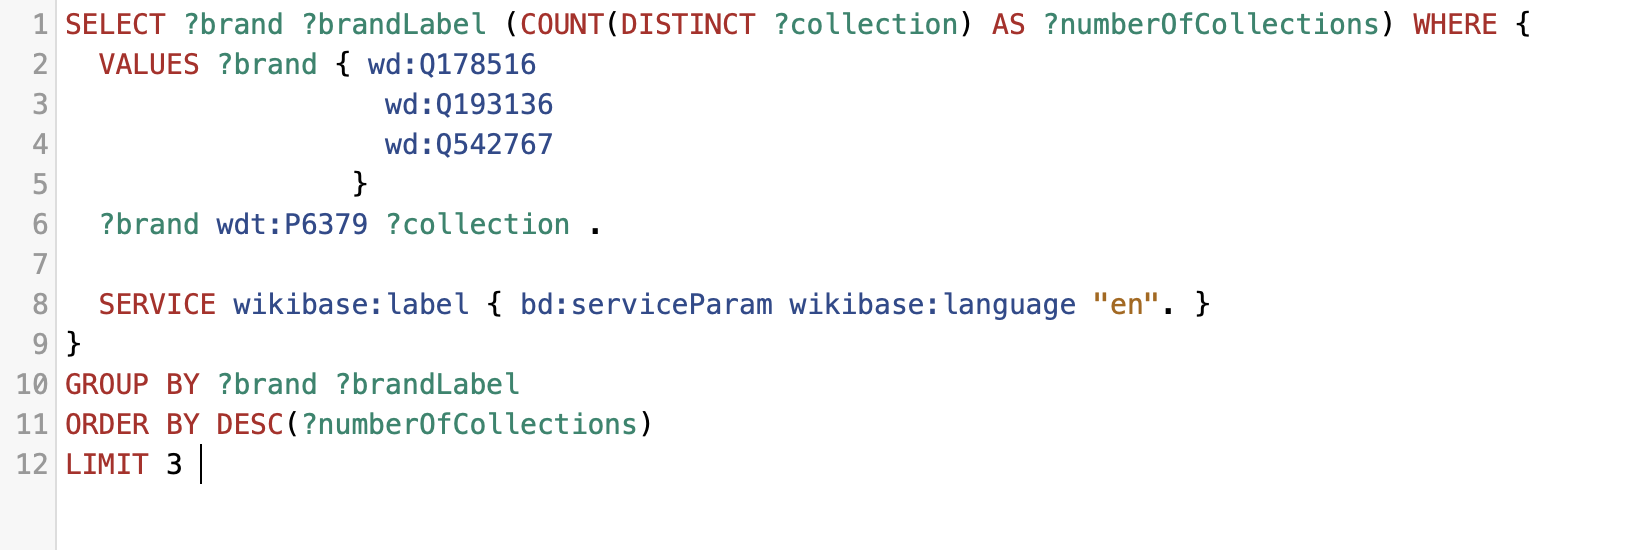 1 SELECT ?brand ?brandLabel (COUNT(DISTINCT ?collection) AS ?numberOfCollections) WHERE {
2   VALUES ?brand { wd:Q178516
3                    wd:Q193136
4                    wd:Q542767
5                  }
6   ?brand wdt:P6379 ?collection .
7
8   SERVICE wikibase:label { bd:serviceParam wikibase:language "en". }
9 }
10 GROUP BY ?brand ?brandLabel
11 ORDER BY DESC(?numberOfCollections)
12 LIMIT 3